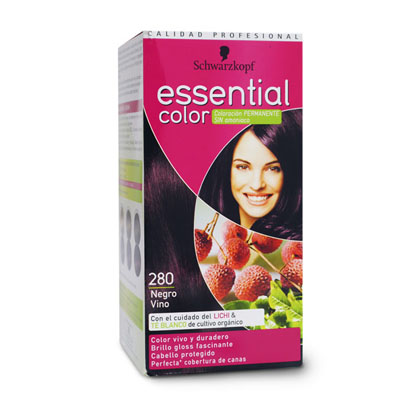 CALIDAD PROFESIONAL
Schwarzkopf
essential
color
Coloración PERMANENTE
SIN amoniaco
280
Negro
Vino
Con el cuidado del LICHI &
TÉ BLANCO de cultivo orgánico
Color vivo y duradero
Brillo gloss fascinante
Cabello protegido
Perfecta* cobertura de canas